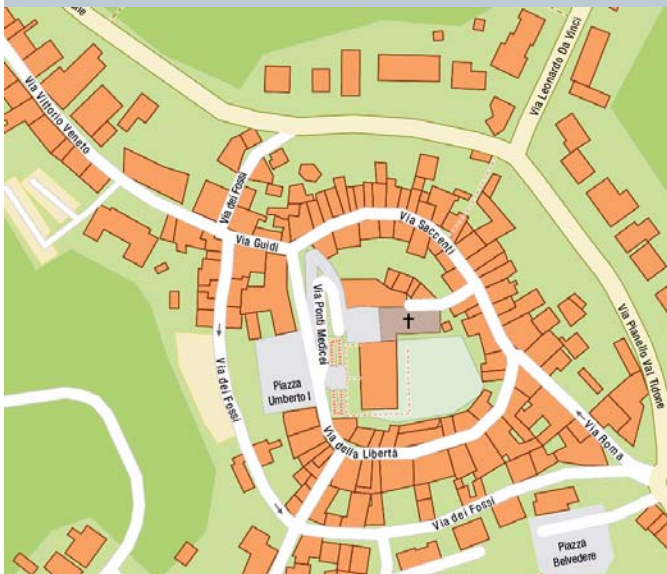 Via Vittorio Veneto
Via Leonardo Da Vinci
Via dei Fossi
Via Guidi
Via Saccenti
Via Ponti Medicei
Via Pianello Val Tidone
Piazza
Umberto I
Via dei Fossi
Via della Libertà
Via Roma
Via dei Fossi
Piazza
Belvedere